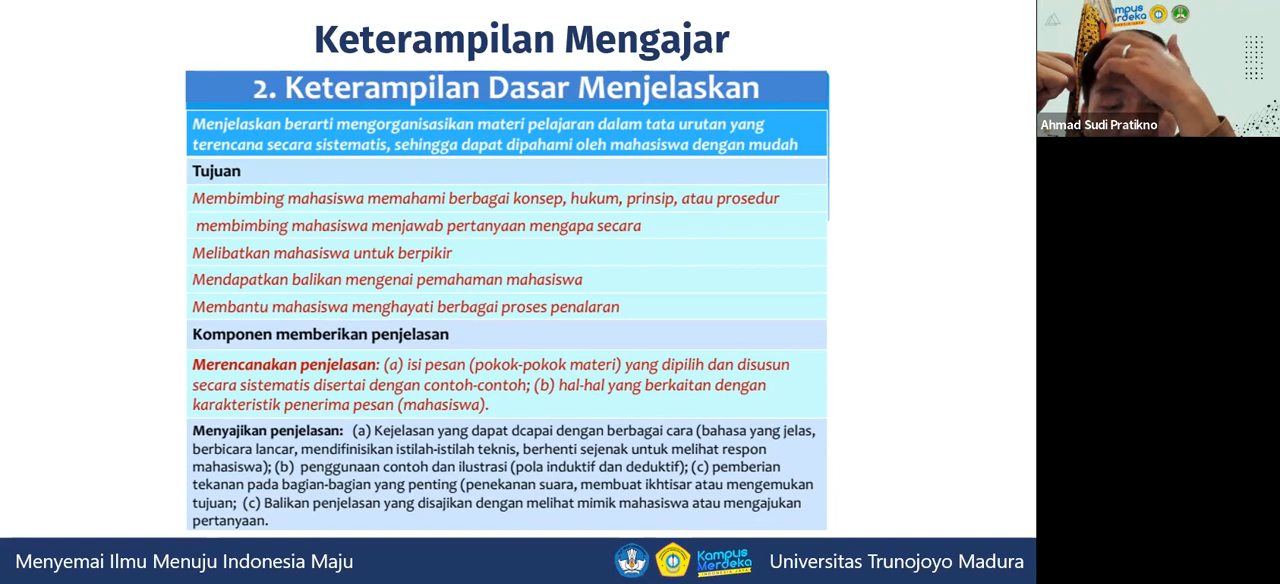 Keterampilan Mengajar
2. Keterampilan Dasar Menjelaskan
Menjelaskan berarti mengorganisasikan materi pelajaran dalam tata urutan yang
terencana secara sistematis, sehingga dapat dipahami oleh mahasiswa dengan mudah
Tujuan
Membimbing mahasiswa memahami berbagai konsep, hukum, prinsip, atau prosedur
membimbing mahasiswa menjawab pertanyaan mengapa secara
Melibatkan mahasiswa untuk berpikir
Mendapatkan balikan mengenai pemahaman mahasiswa
Membantu mahasiswa menghayati berbagai proses penalaran
Komponen memberikan penjelasan
Merencanakan penjelasan: (a) isi pesan (pokok-pokok materi) yang dipilih dan disusun
secara sistematis disertai dengan contoh-contoh; (b) hal-hal yang berkaitan dengan
karakteristik penerima pesan (mahasiswa).
Menyajikan penjelasan: (a) Kejelasan yang dapat dcapai dengan berbagai cara (bahasa yang jelas,
berbicara lancar, mendifinisikan istilah-istilah teknis, berhenti sejenak untuk melihat respon
mahasiswa); (b) penggunaan contoh dan ilustrasi (pola induktif dan deduktif); (c) pemberian
tekanan pada bagian-bagian yang penting (penekanan suara, membuat ikhtisar atau mengemukan
tujuan; (c) Balikan penjelasan yang disajikan dengan melihat mimik mahasiswa atau mengajukan
pertanyaan.
Menyemai Ilmu Menuju Indonesia Maju
Kampus
Merdeka
INDONESIA JAYA
Universitas Trunojoyo Madura
Ahmad Sudi Pratikno